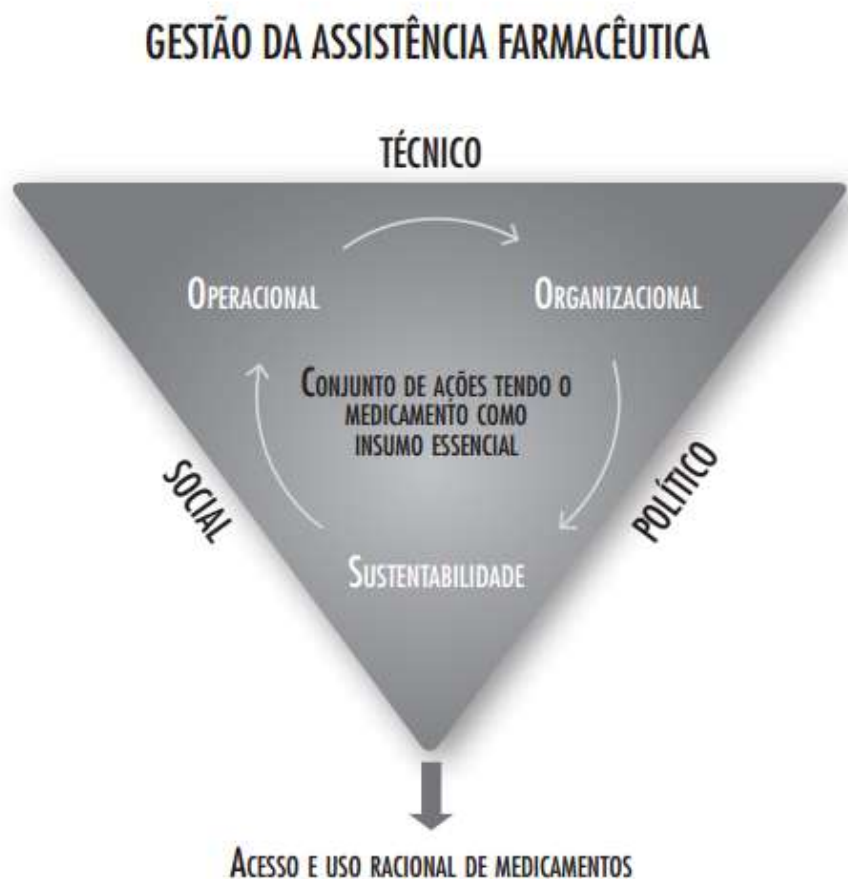 GESTÃO DA ASSISTÊNCIA FARMACÊUTICA
TÉCNICO
OPERACIONAL
ORGANIZACIONAL
CONJUNTO DE AÇÕES TENDO O
MEDICAMENTO COMO
INSUMO ESSENCIAL
SOCIAL
POLÍTICO
SUSTENTABILIDADE
ACESSO E USO RACIONAL DE MEDICAMENTOS